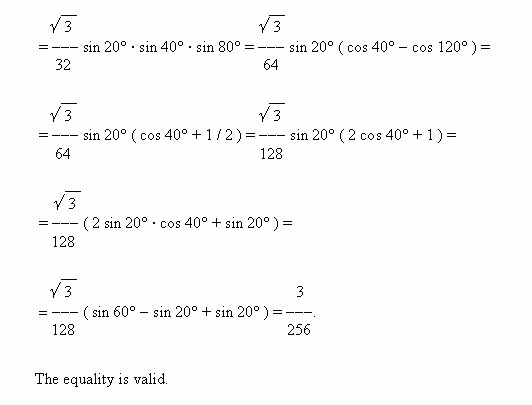 = √3/32 sin 20° · sin 40° · sin 80° = √3/64 sin 20° ( cos 40° − cos 120° ) =
= √3/64 sin 20° ( cos 40° + 1 / 2 ) = √3/128 sin 20° ( 2 cos 40° + 1 ) =
= √3/128 ( 2 sin 20° · cos 40° + sin 20° ) =
= √3/128 ( sin 60° − sin 20° + sin 20° ) = 3/256.
The equality is valid.